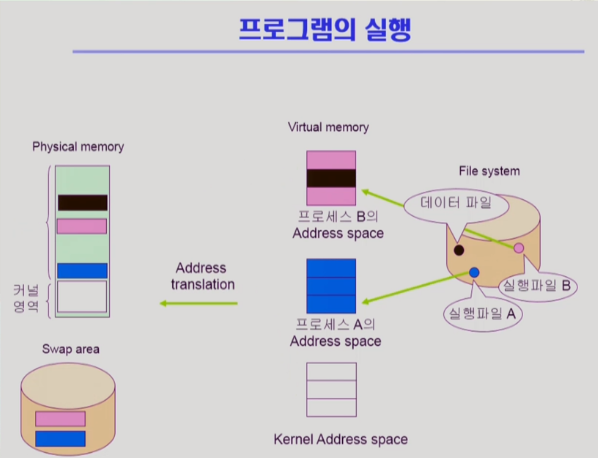 프로그램의 실행
Physical memory
커널
영역
Swap area
Address
translation
Virtual memory
프로세스 B의
Address space
프로세스 A의
Address space
Kernel Address space
File system
데이터 파일
실행파일 B
실행파일 A